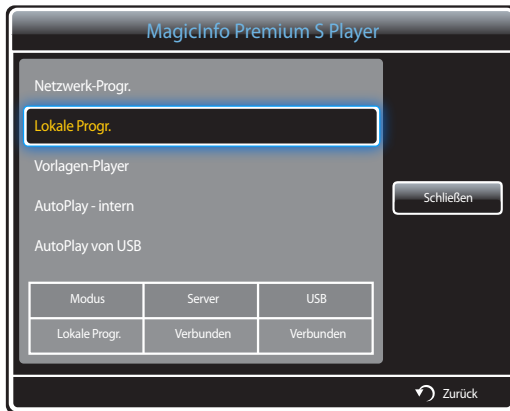 MagicInfo Premium S Player
Netzwerk-Progr.
Lokale Progr.
Vorlagen-Player
AutoPlay - intern
AutoPlay von USB
Schließen
Modus Server USB
Lokale Progr. Verbunden Verbunden
Zurück